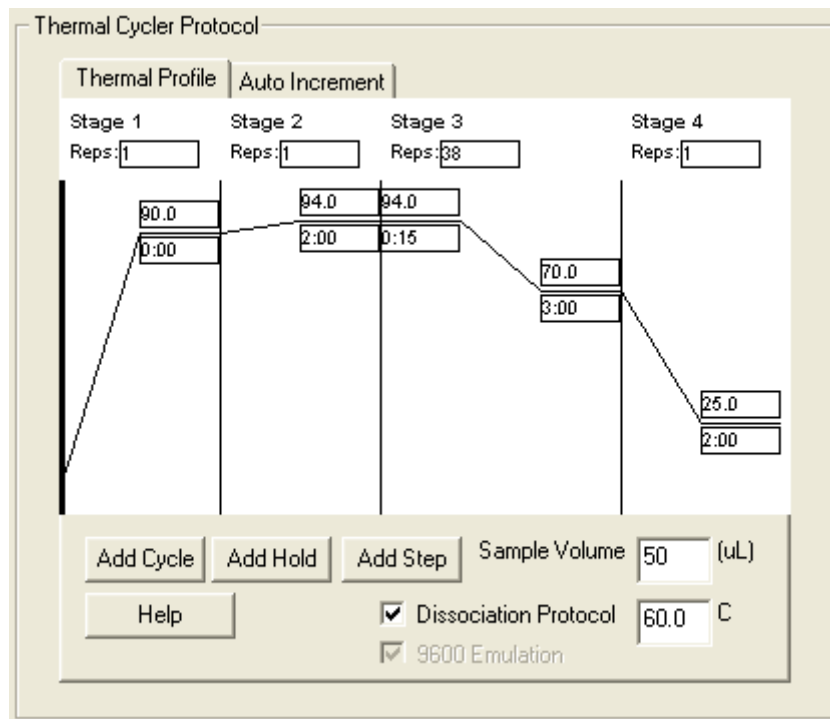 Thermal Cycler Protocol
Thermal Profile Auto Increment
Stage 1 Stage 2 Stage 3 Stage 4
Reps: 1 Reps: 1 Reps: 38 Reps: 1
90.0 94.0 94.0
0:00 2:00 0:15
70.0
3:00
25.0
2:00
Add Cycle Add Hold Add Step Sample Volume 50 (uL)
Help Dissociation Protocol 60.0 C
9600 Emulation